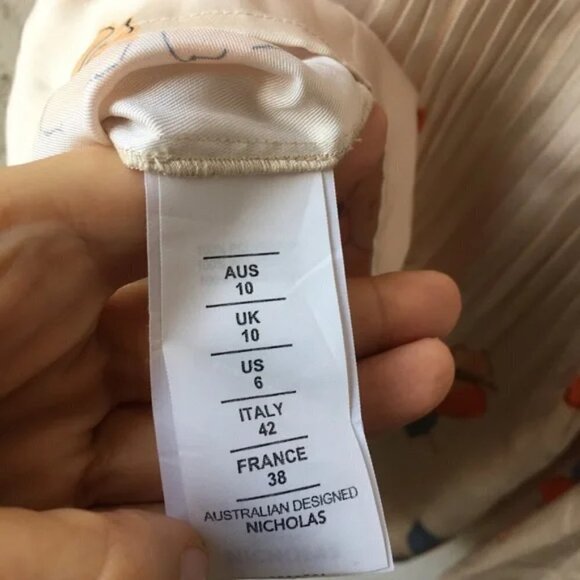 AUS
10
UK
10
US
6
ITALY
42
FRANCE
38
AUSTRALIAN DESIGNED
NICHOLAS